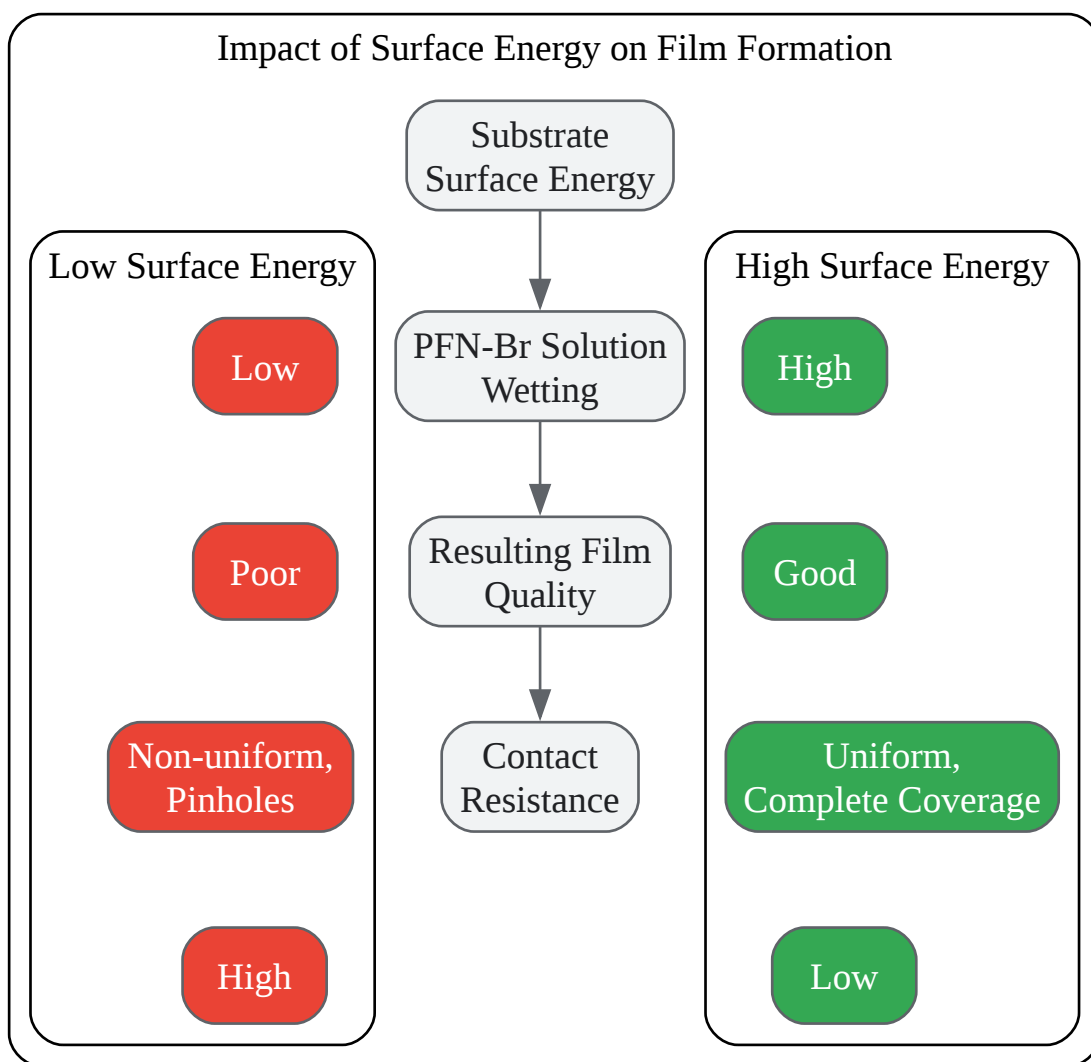 Impact of Surface Energy on Film Formation
Substrate
Surface Energy
Low Surface Energy
High Surface Energy
Low
PFN-Br Solution
Wetting
High
Poor
Resulting Film
Quality
Good
Non-uniform,
Pinholes
Contact
Resistance
Uniform,
Complete Coverage
High
Low